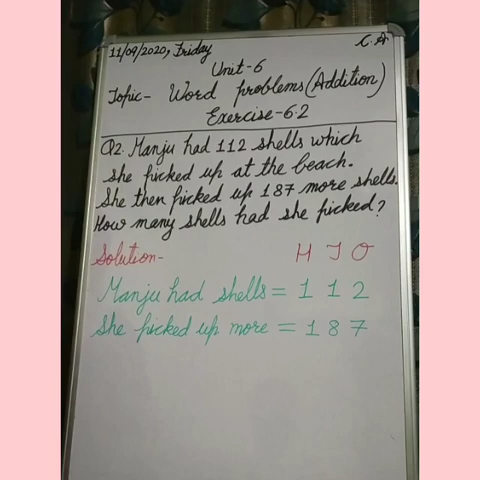 11/09/2020, Friday
C.A
Unit-6
Topic- Word problems (Addition)
Exercise-6.2
Q2. Manju had 112 shells which
she picked up at the beach.
She then picked up 187 more shells.
How many shells had she picked?
Solution-
H T O
Manju had shells = 1 1 2
She picked up more = 1 8 7